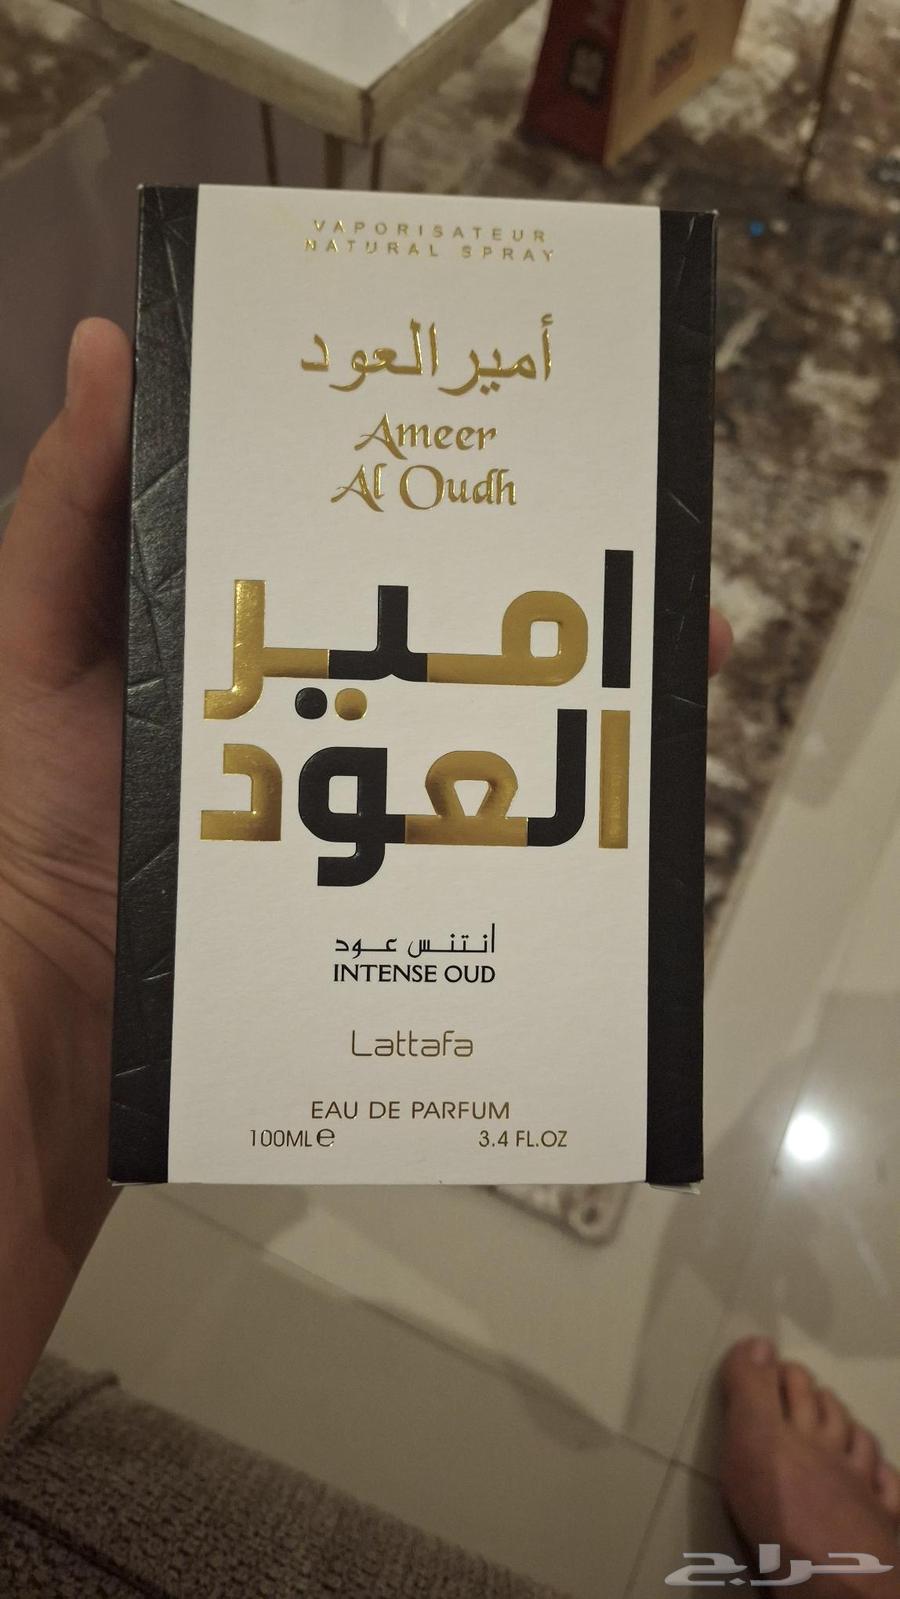 VAPORISATEUR
NATURAL SPRAY
أمير العود
Ameer
Al Oudh
امير
العود
أنتنس عود
INTENSE OUD
Lattafa
EAU DE PARFUM
100ML℮ 3.4 FL.OZ
حراج